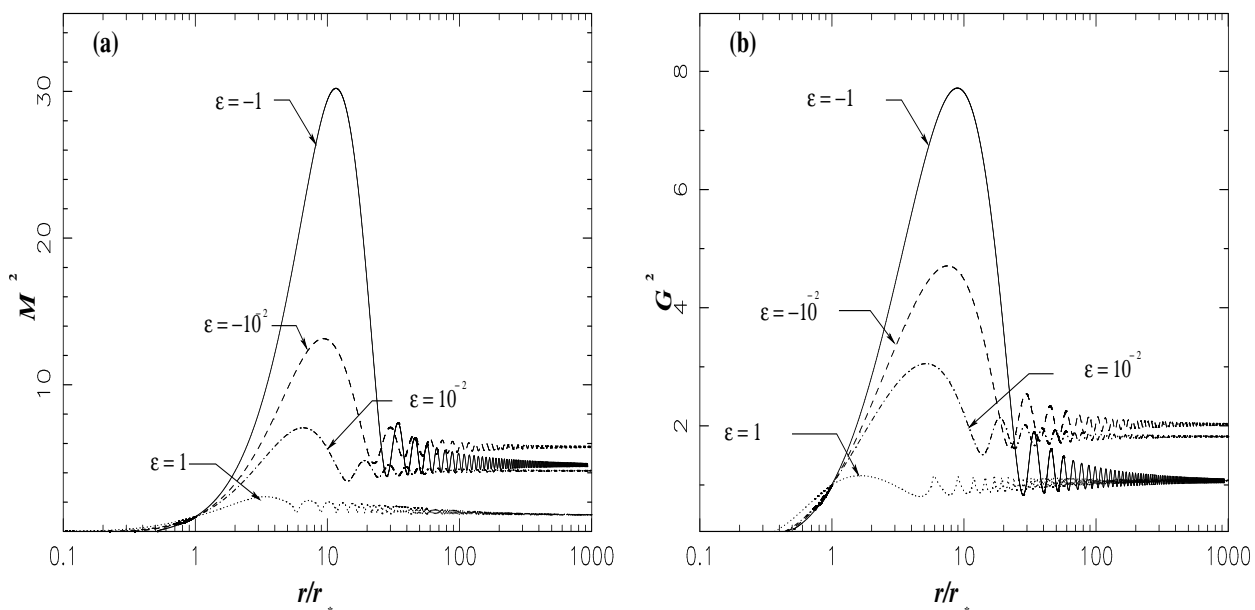 (a)
30
20
10
M²
ε = −1
ε = −10⁻²
ε = 10⁻²
ε = 1
0.1 1 10 100 1000
r/r*
(b)
8
6
4
2
G²
ε = −1
ε = −10⁻²
ε = 10⁻²
ε = 1
0.1 1 10 100 1000
r/r*